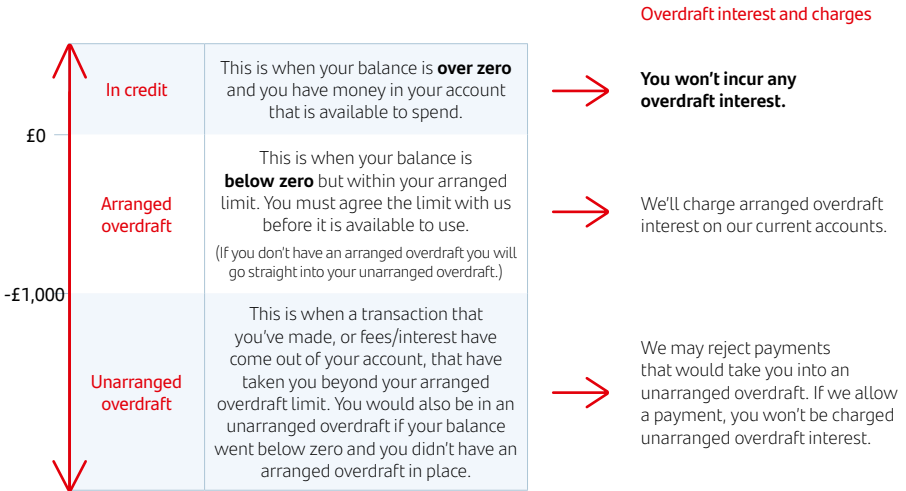 Overdraft interest and charges
In credit
This is when your balance is over zero
and you have money in your account
that is available to spend.
You won't incur any
overdraft interest.
£0
Arranged
overdraft
This is when your balance is
below zero but within your arranged
limit. You must agree the limit with us
before it is available to use.
(If you don't have an arranged overdraft you will
go straight into your unarranged overdraft.)
We'll charge arranged overdraft
interest on our current accounts.
-£1,000
Unarranged
overdraft
This is when a transaction that
you've made, or fees/interest have
come out of your account, that have
taken you beyond your arranged
overdraft limit. You would also be in an
unarranged overdraft if your balance
went below zero and you didn't have an
arranged overdraft in place.
We may reject payments
that would take you into an
unarranged overdraft. If we allow
a payment, you won't be charged
unarranged overdraft interest.